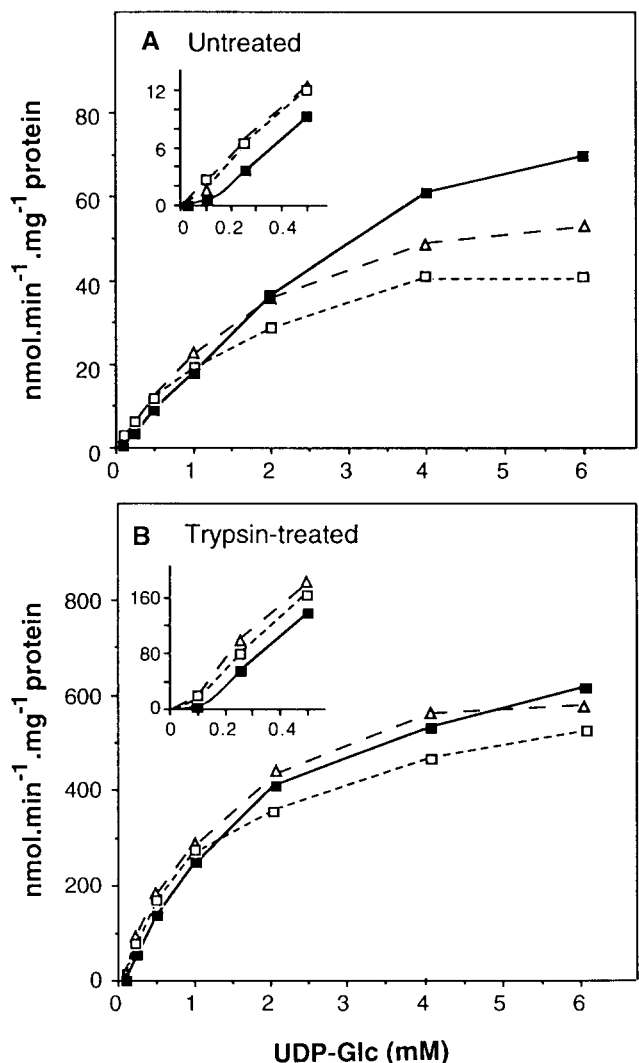 A Untreated
nmol.min⁻¹.mg⁻¹ protein
80
60
40
20
0
12
6
0
0.2 0.4
0 1 2 3 4 5 6
B Trypsin-treated
nmol.min⁻¹.mg⁻¹ protein
800
600
400
200
0
160
80
0
0 0.2 0.4
0 1 2 3 4 5 6
UDP-Glc (mM)